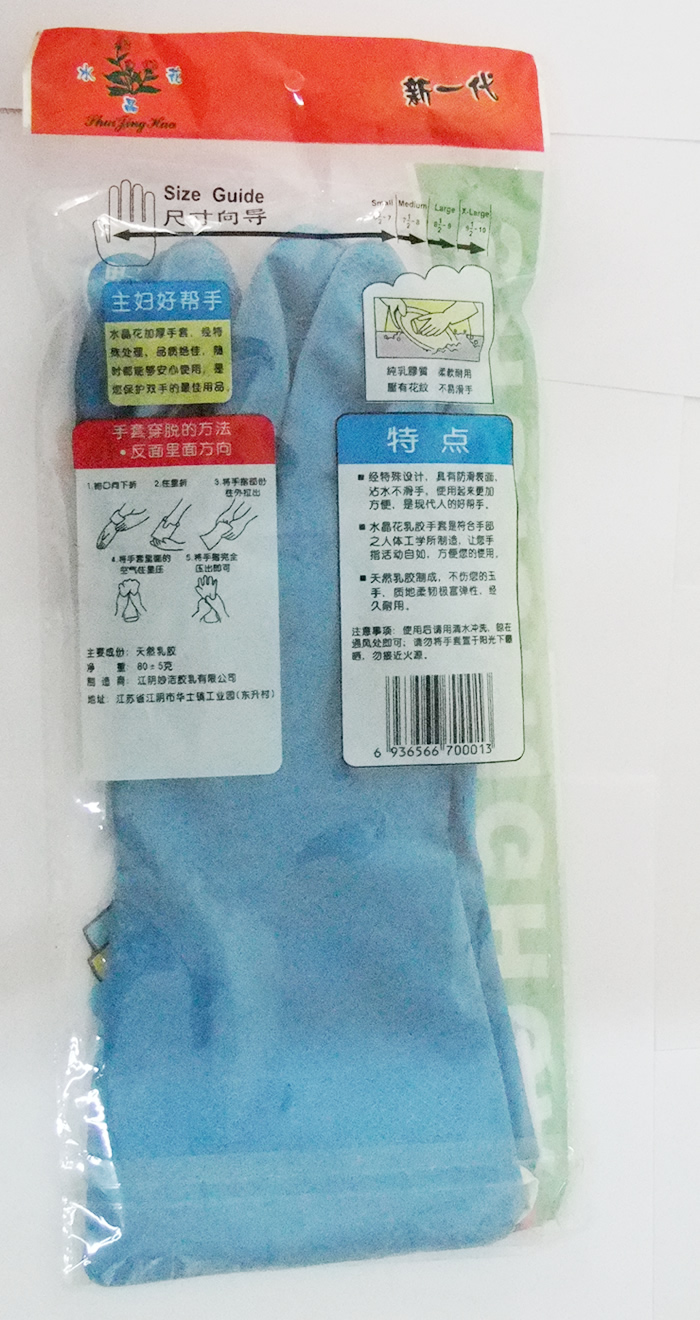 水 花
晶
Shui Jing Hua
Size Guide
尺寸向导
Small Medium Large X-Large
主妇好帮手
水晶花加厚手套，经特
殊处理，品质绝佳，随
时都能够安心使用，是
您保护双手的最佳用品。
純乳膠質 柔軟耐用
壓有花紋 不易滑手
手套穿脱的方法
•反面里面方向
1.袖口向下折 2.往里折 3.将手指部份
往外拉出
4.将手套里面的
空气往里压
5.将手指完全
压出即可
主要成份：天然乳胶
净 重：80±5克
制造商：江阴妙洁胶乳有限公司
地址：江苏省江阴市华士镇工业园(东升村)
特点
■ 经特殊设计，具有防滑表面，
沾水不滑手，使用起来更加
方便，是现代人的好帮手。
■ 水晶花乳胶手套是符合手部
之人体工学所制造，让您手
指活动自如，方便您的使用。
■ 天然乳胶制成，不伤您的玉
手，质地柔韧极富弹性，经
久耐用。
注意事项：使用后请用清水冲洗，晾在
通风处即可；请勿将手套置于阳光下曝
晒，勿接近火源。
6 936566 700013